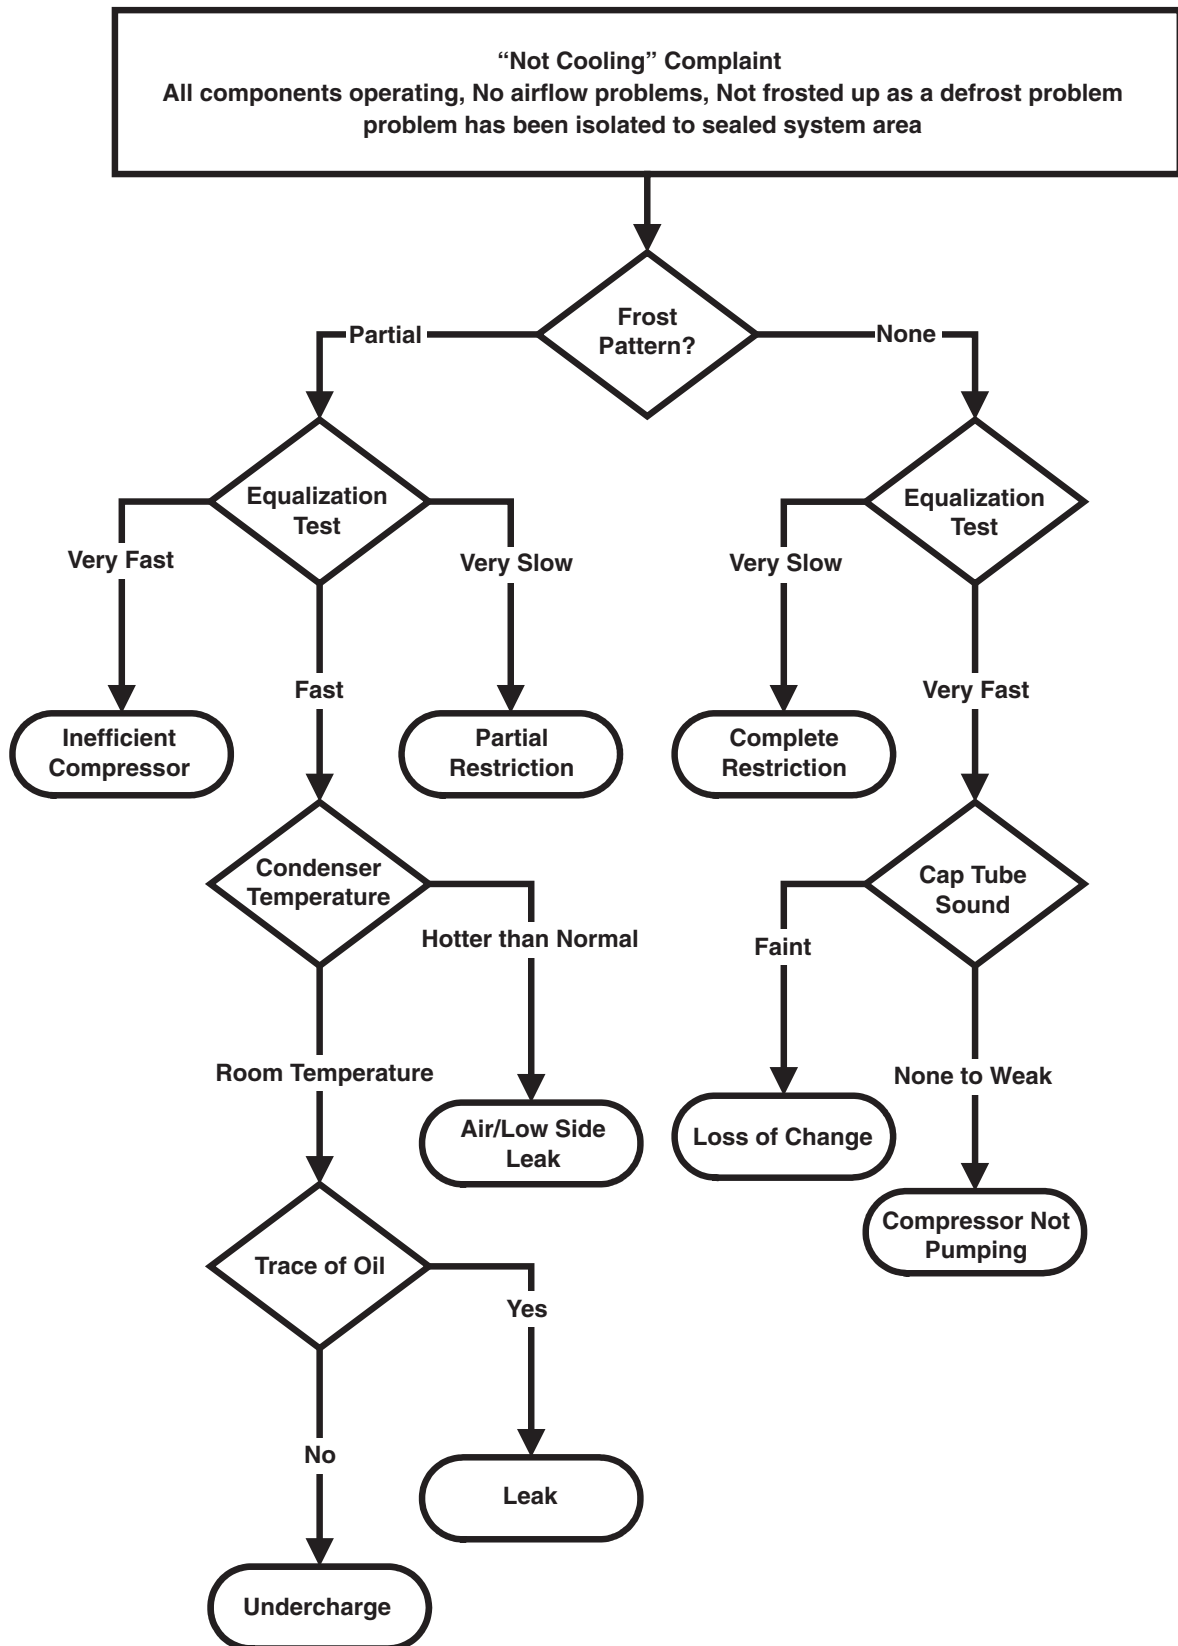 “Not Cooling” Complaint
All components operating, No airflow problems, Not frosted up as a defrost problem
problem has been isolated to sealed system area
Frost
Pattern?
Partial
None
Equalization
Test
Equalization
Test
Very Fast
Very Slow
Very Slow
Fast
Very Fast
Inefficient
Compressor
Partial
Restriction
Complete
Restriction
Condenser
Temperature
Cap Tube
Sound
Hotter than Normal
Faint
Room Temperature
None to Weak
Air/Low Side
Leak
Loss of Change
Compressor Not
Pumping
Trace of Oil
Yes
No
Leak
Undercharge